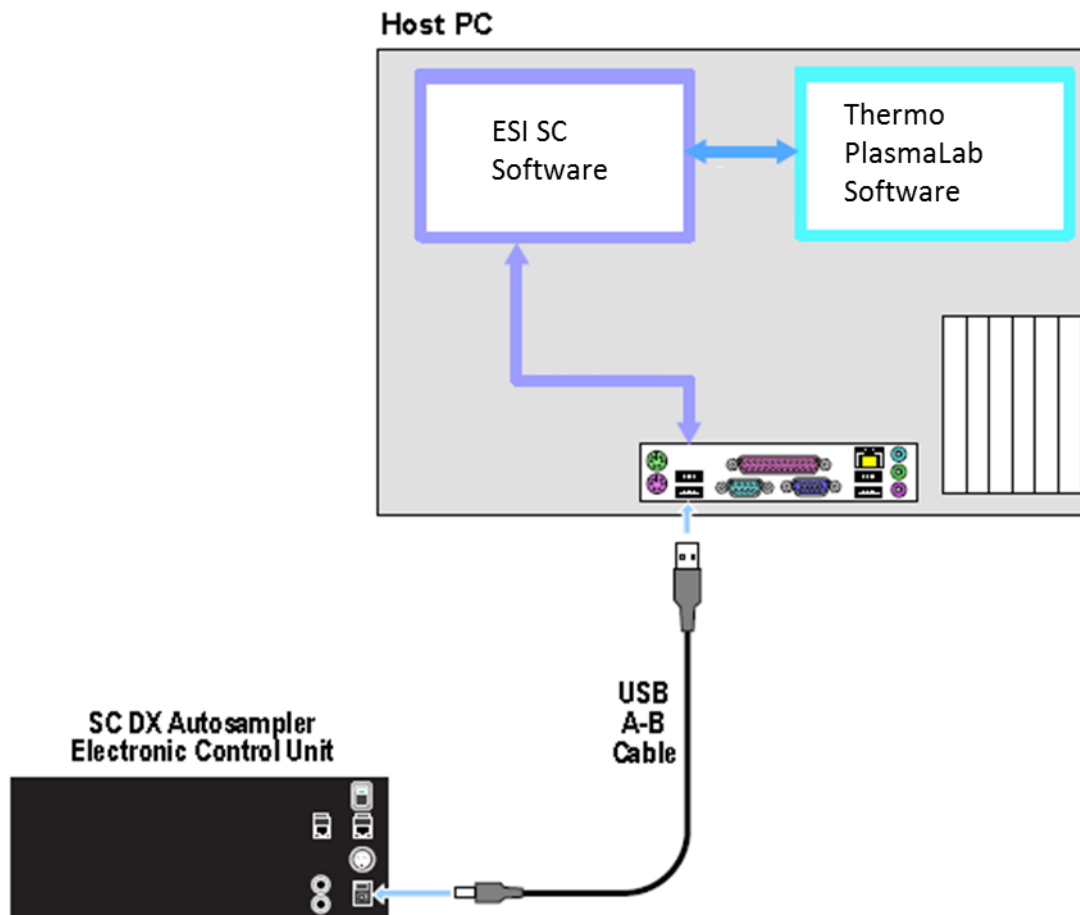 Host PC
ESI SC
Software
Thermo
PlasmaLab
Software
USB
A-B
Cable
SC DX Autosampler
Electronic Control Unit